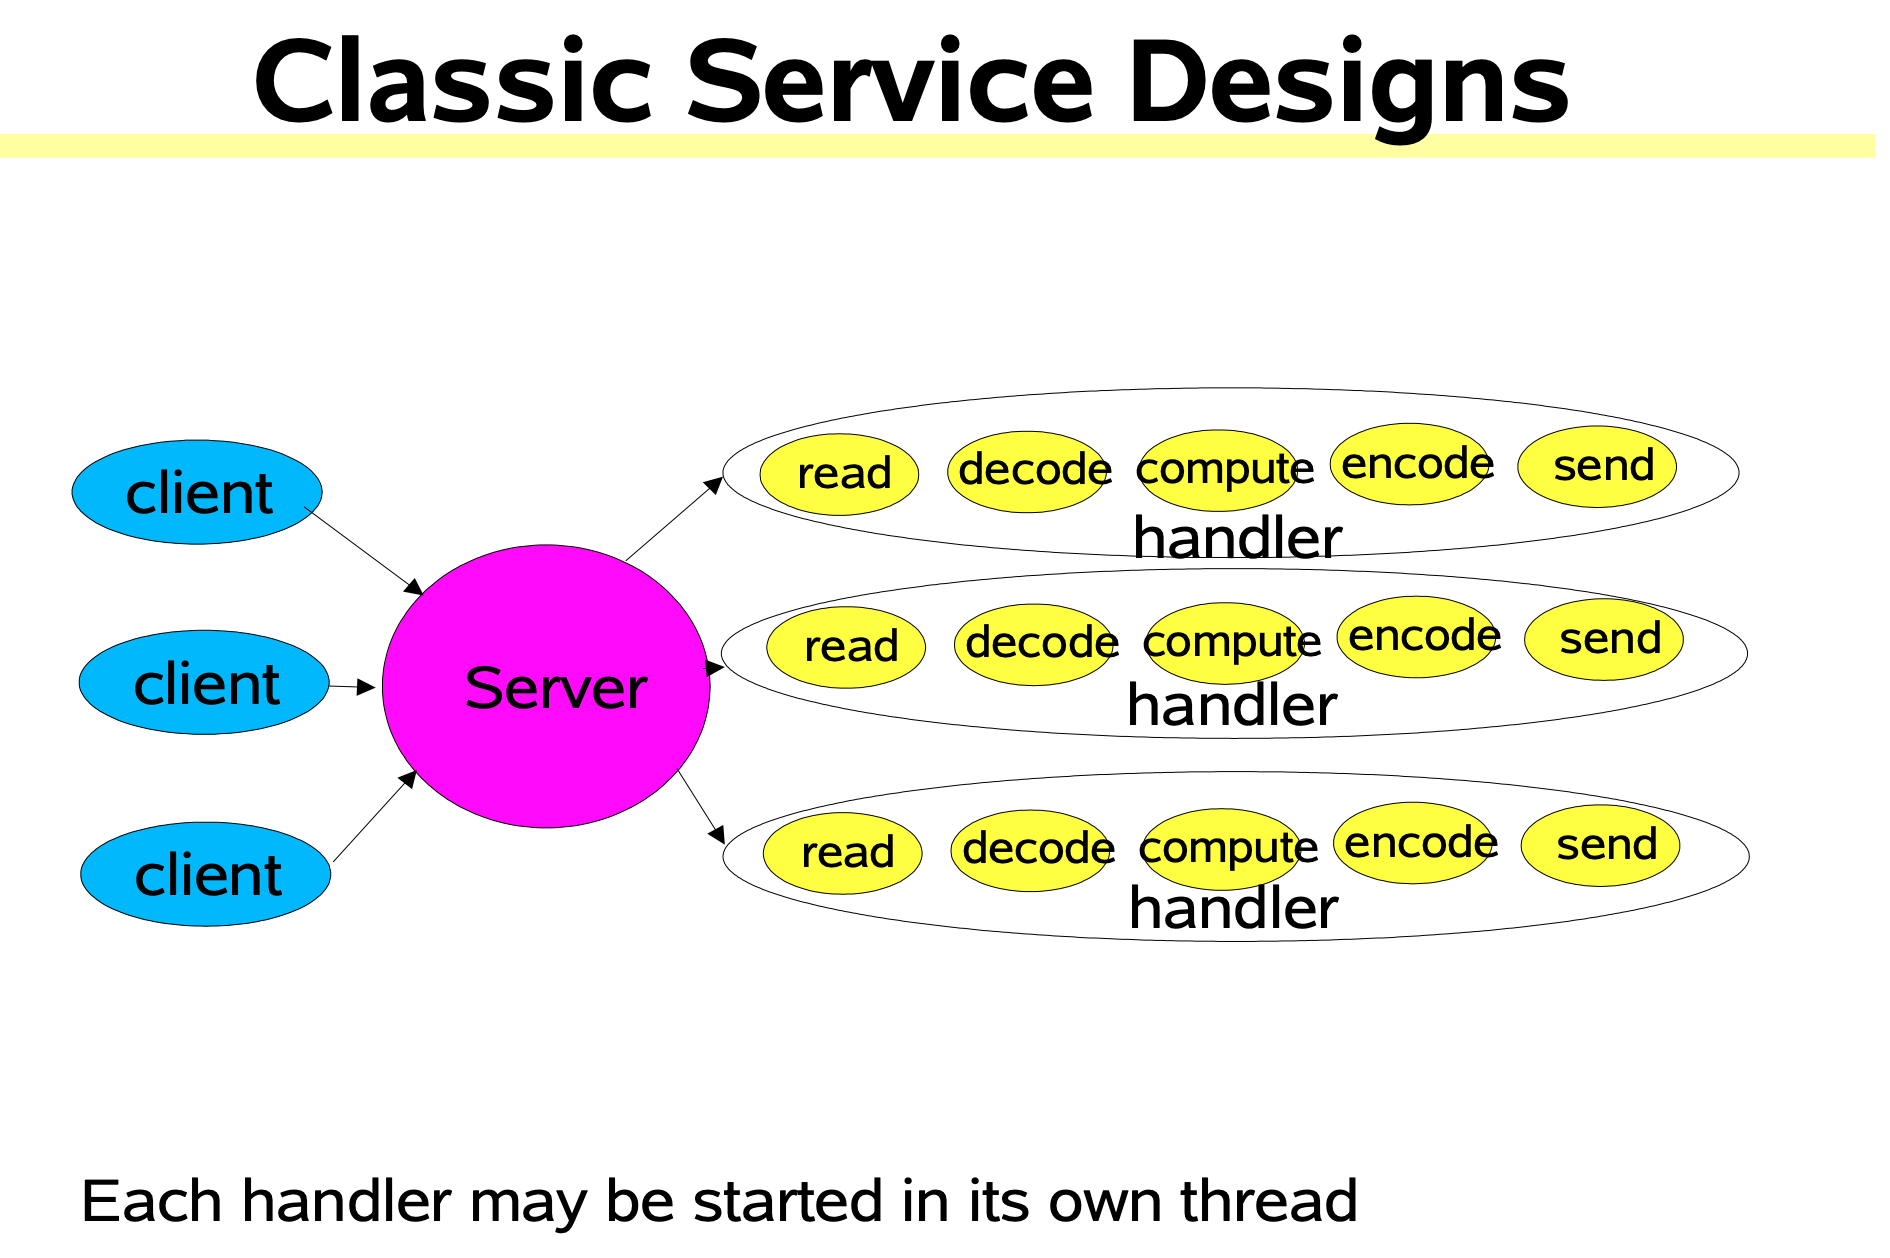 Classic Service Designs
client
client
client
Server
read decode compute encode send
handler
read decode compute encode send
handler
read decode compute encode send
handler
Each handler may be started in its own thread